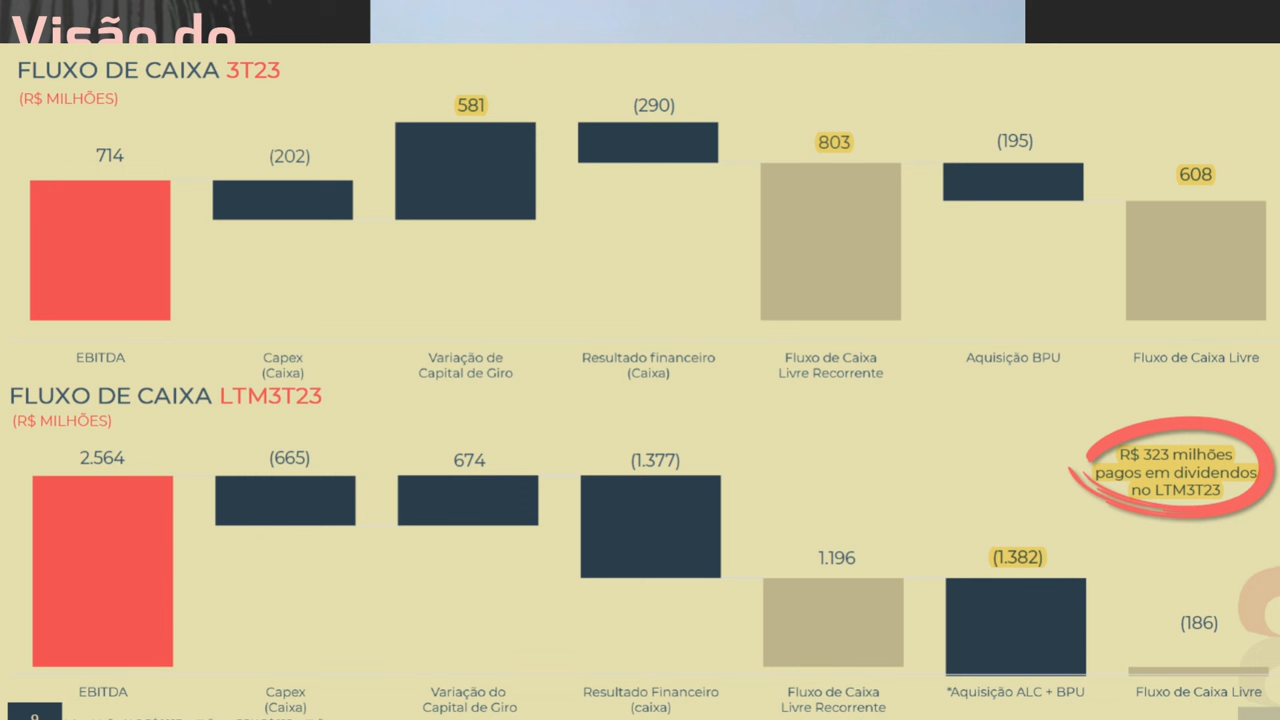 Visão do
FLUXO DE CAIXA 3T23
(R$ MILHÕES)
714
(202)
581
(290)
803
(195)
608
EBITDA
Capex
(Caixa)
Variação de
Capital de Giro
Resultado financeiro
(Caixa)
Fluxo de Caixa
Livre Recorrente
Aquisição BPU
Fluxo de Caixa Livre
FLUXO DE CAIXA LTM3T23
(R$ MILHÕES)
2.564
(665)
674
(1.377)
1.196
(1.382)
(186)
R$ 323 milhões
pagos em dividendos
no LTM3T23
EBITDA
Capex
(Caixa)
Variação do
Capital de Giro
Resultado Financeiro
(caixa)
Fluxo de Caixa
Livre Recorrente
*Aquisição ALC + BPU
Fluxo de Caixa Livre
9